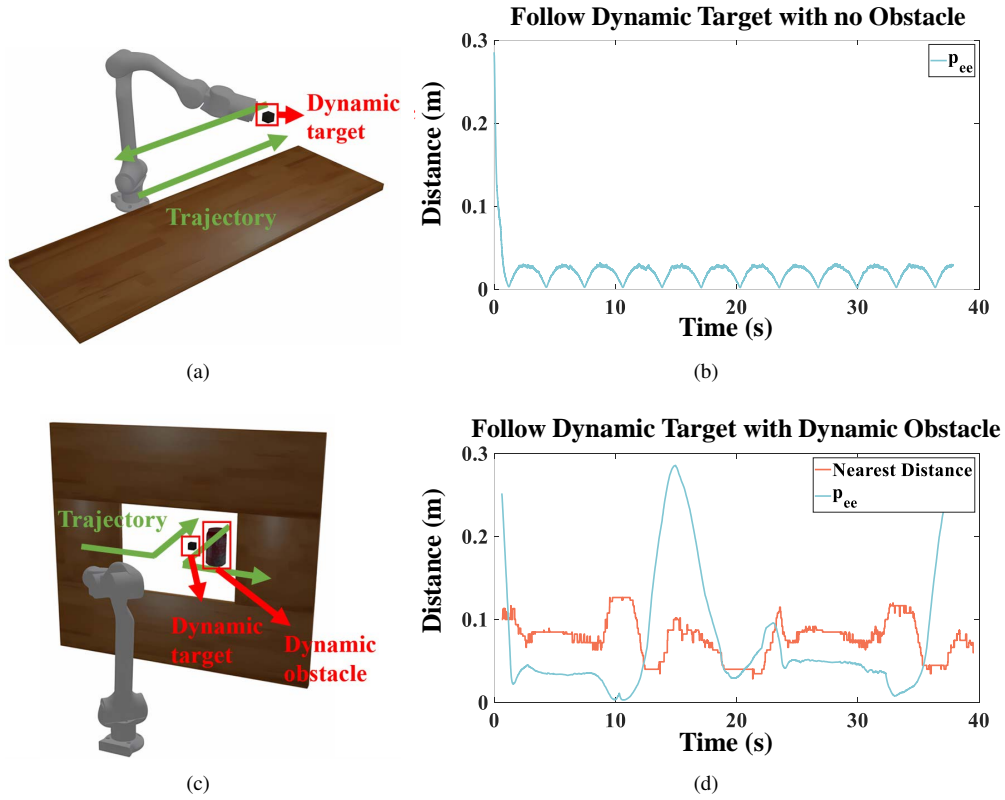 Dynamic
target
Trajectory
(a)
Follow Dynamic Target with no Obstacle
0.3
0.2
0.1
0
Distance (m)
p_ee
0 10 20 30 40
Time (s)
(b)
Trajectory
Dynamic
target
Dynamic
obstacle
(c)
Follow Dynamic Target with Dynamic Obstacle
0.3
0.2
0.1
0
Distance (m)
Nearest Distance
p_ee
0 10 20 30 40
Time (s)
(d)